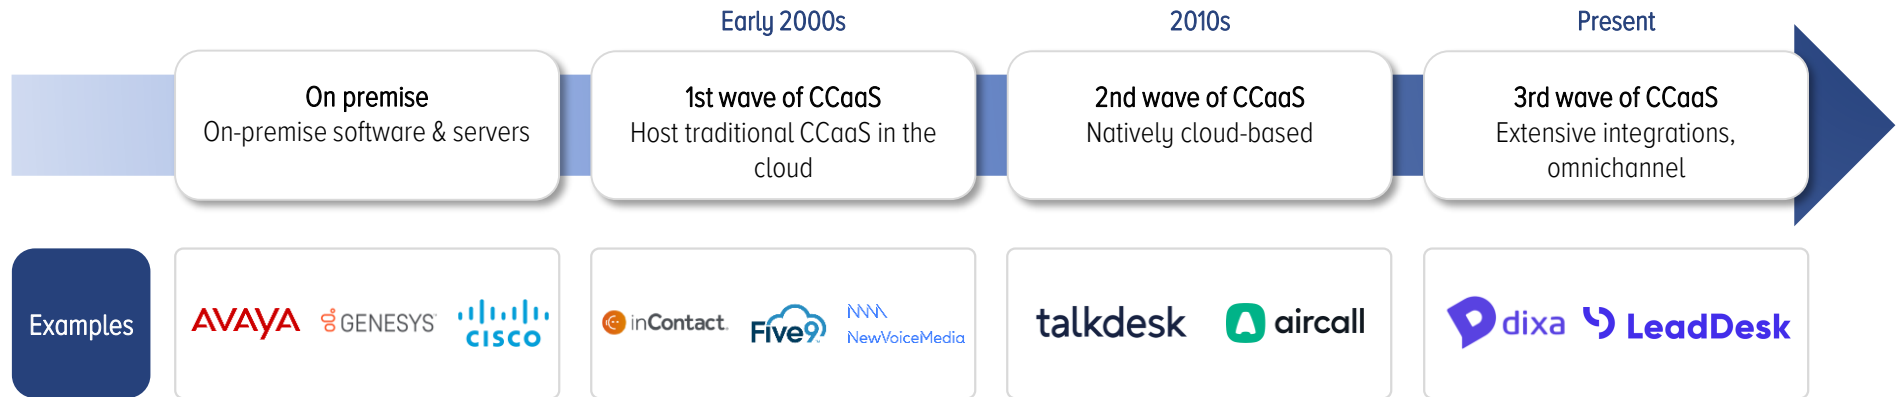 Early 2000s
2010s
Present
On premise
On-premise software & servers
1st wave of CCaaS
Host traditional CCaaS in the
cloud
2nd wave of CCaaS
Natively cloud-based
3rd wave of CCaaS
Extensive integrations,
omnichannel
Examples
AVAYA
GENESYS
CISCO
inContact
Five9
NewVoiceMedia
talkdesk
aircall
dixa
LeadDesk